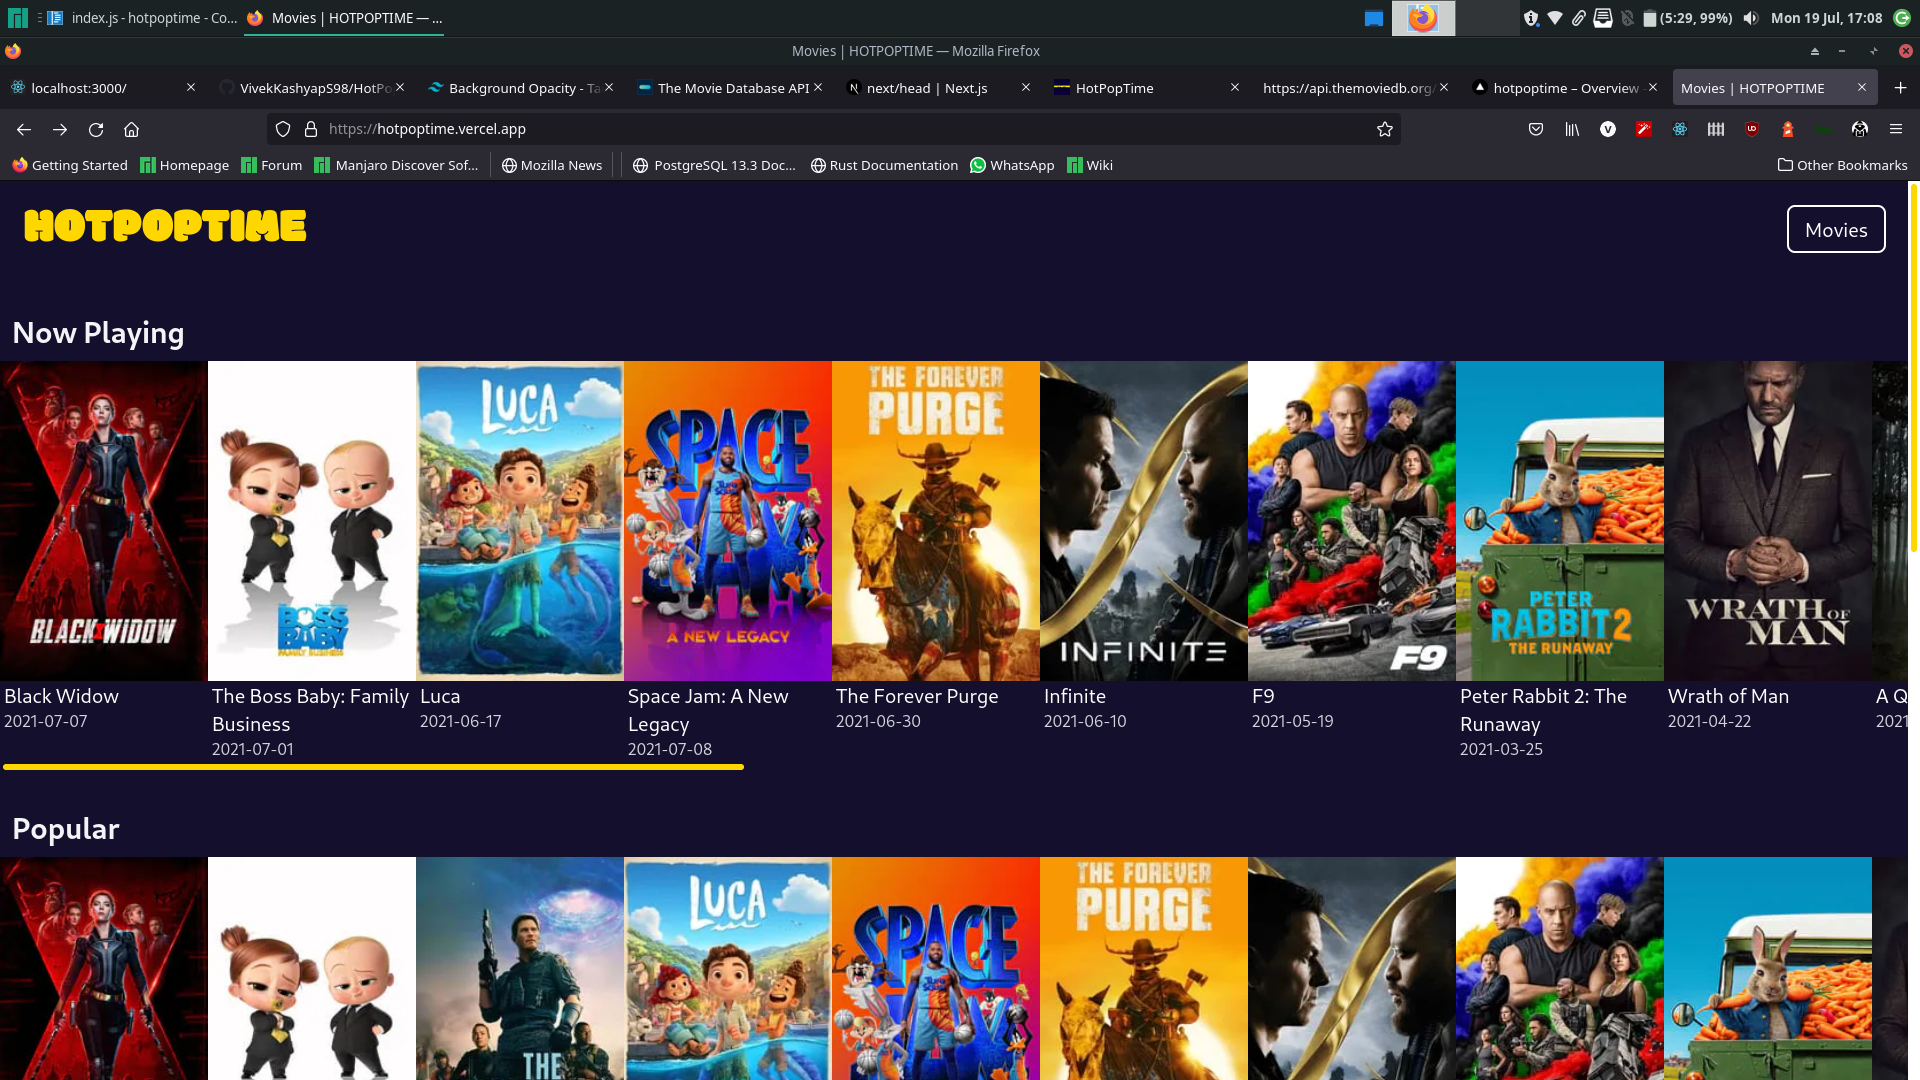 index.js - hotpoptime - Co...
Movies | HOTPOPTIME — ...
(5:29, 99%)
Mon 19 Jul, 17:08
Movies | HOTPOPTIME — Mozilla Firefox
localhost:3000/
VivekKashyapS98/HotPo
Background Opacity - Ta
The Movie Database API
next/head | Next.js
HotPopTime
https://api.themoviedb.org/
hotpoptime – Overview
Movies | HOTPOPTIME
https://hotpoptime.vercel.app
Getting Started
Homepage
Forum
Manjaro Discover Sof...
Mozilla News
PostgreSQL 13.3 Doc...
Rust Documentation
WhatsApp
Wiki
Other Bookmarks
HOTPOPTIME
Movies
Now Playing
BLACK WIDOW
BOSS
BABY
FAMILY BUSINESS
LUCA
SPACE
JAM
A NEW LEGACY
THE FOREVER
PURGE
INFINITE
F9
PETER
RABBIT 2
THE RUNAWAY
WRATH OF
MAN
Black Widow
2021-07-07
The Boss Baby: Family
Business
2021-07-01
Luca
2021-06-17
Space Jam: A New
Legacy
2021-07-08
The Forever Purge
2021-06-30
Infinite
2021-06-10
F9
2021-05-19
Peter Rabbit 2: The
Runaway
2021-03-25
Wrath of Man
2021-04-22
A Q
2021
Popular
THE
LUCA
SPACE
JAM
THE FOREVER
PURGE